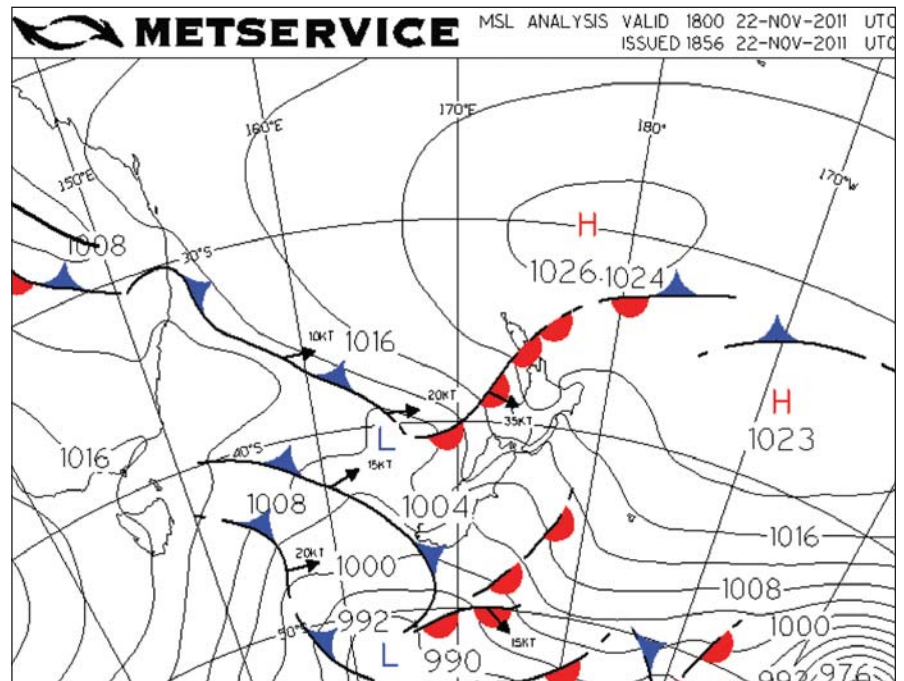 METSERVICE
MSL ANALYSIS VALID 1800 22-NOV-2011 UTC
ISSUED 1856 22-NOV-2011 UTC
170°E
160°E
180°
150°E
170°W
H
1008
30°S
1026
1024
10KT
1016
20KT
H
35KT
L
1023
1016
40°S
15KT
1008
1004
1016
20KT
1000
1008
50°S
992
15KT
1000
L
990
976